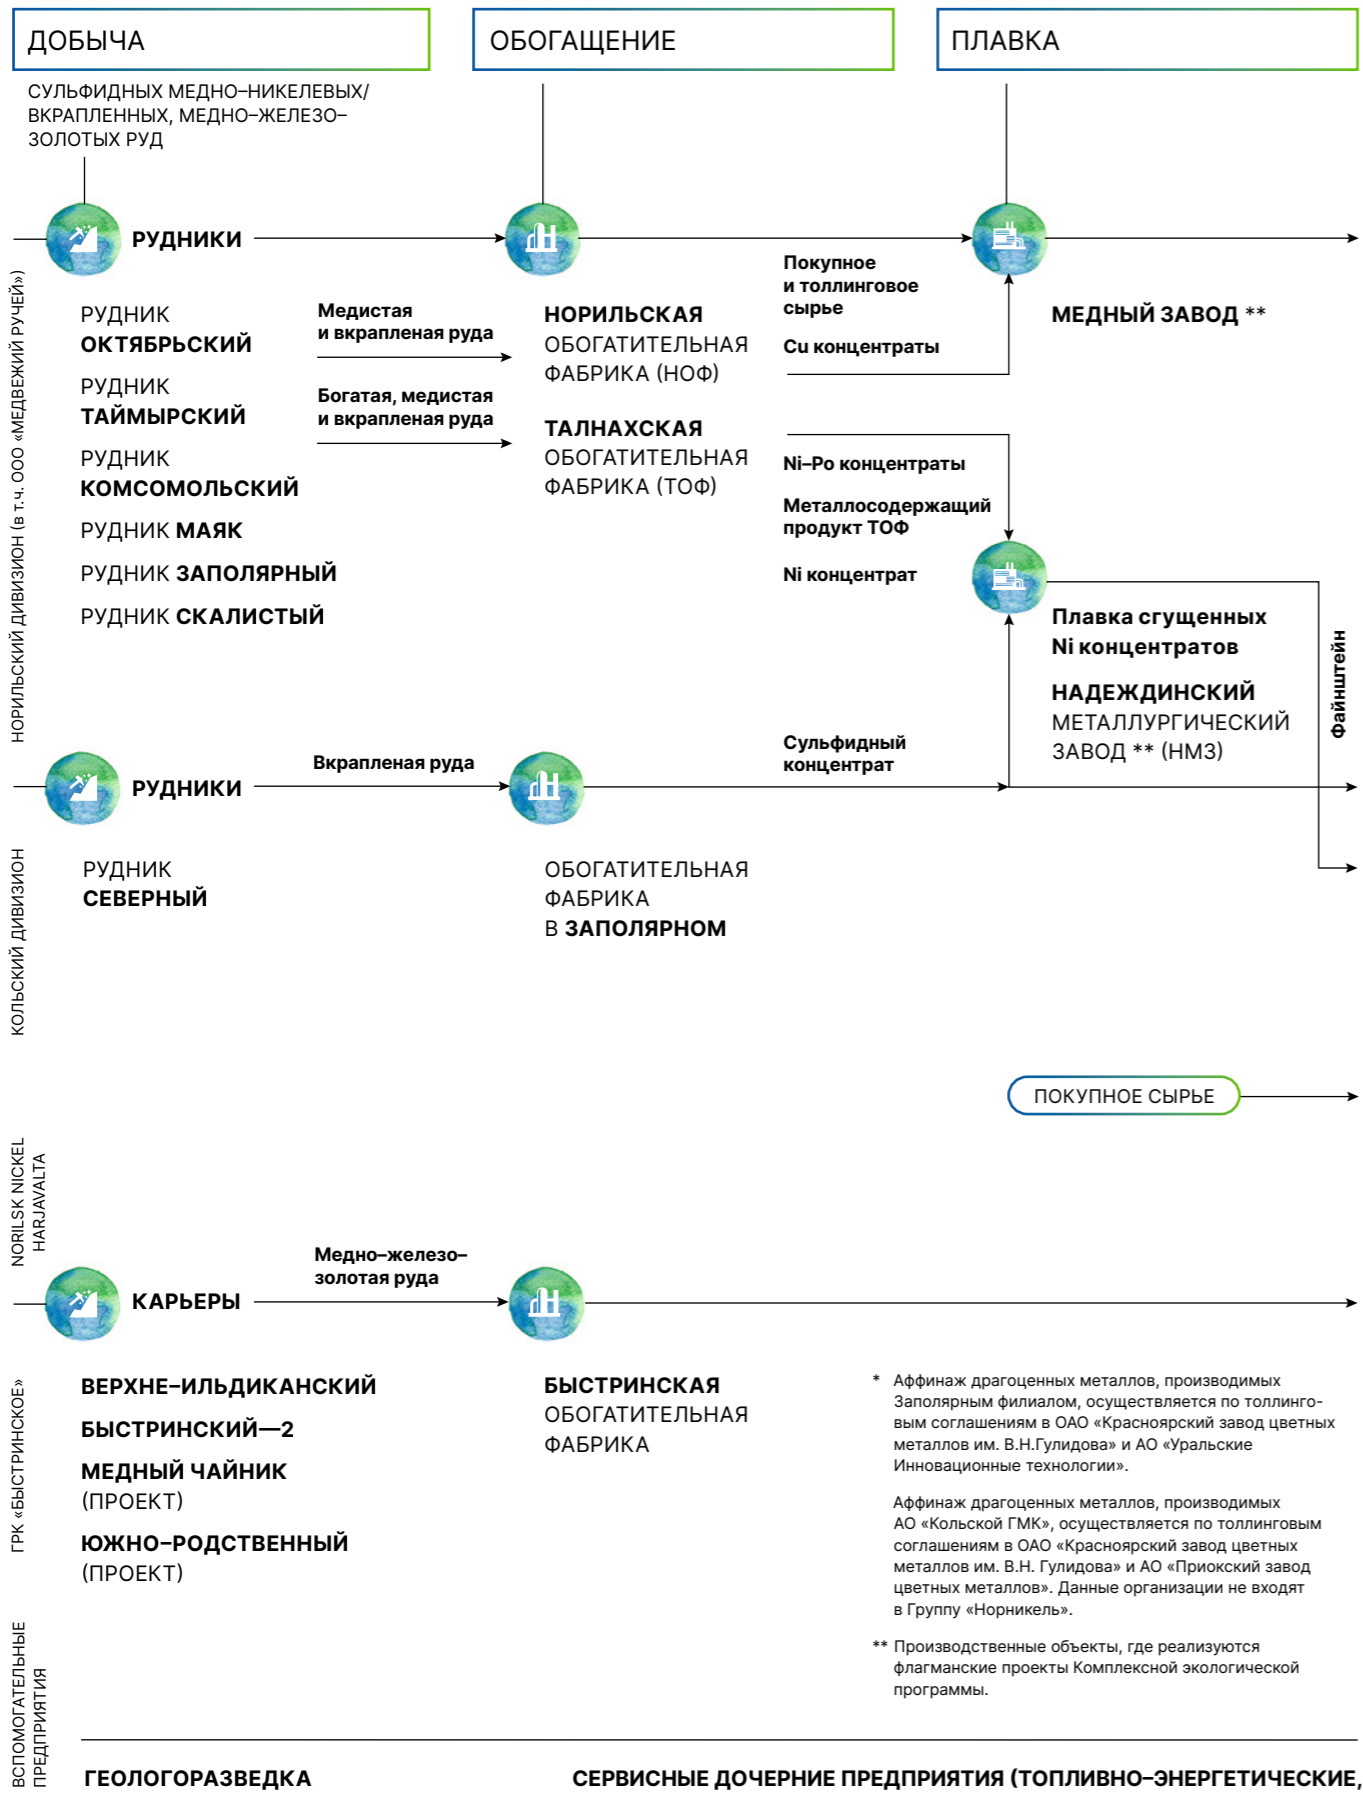 ДОБЫЧА
ОБОГАЩЕНИЕ
ПЛАВКА
СУЛЬФИДНЫХ МЕДНО–НИКЕЛЕВЫХ/
ВКРАПЛЕННЫХ, МЕДНО–ЖЕЛЕЗО–
ЗОЛОТЫХ РУД
НОРИЛЬСКИЙ ДИВИЗИОН (в т.ч. ООО «МЕДВЕЖИЙ РУЧЕЙ»)
РУДНИКИ
РУДНИК
ОКТЯБРЬСКИЙ
РУДНИК
ТАЙМЫРСКИЙ
РУДНИК
КОМСОМОЛЬСКИЙ
РУДНИК МАЯК
РУДНИК ЗАПОЛЯРНЫЙ
РУДНИК СКАЛИСТЫЙ
Медистая
и вкрапленая руда
Богатая, медистая
и вкрапленая руда
НОРИЛЬСКАЯ
ОБОГАТИТЕЛЬНАЯ
ФАБРИКА (НОФ)
ТАЛНАХСКАЯ
ОБОГАТИТЕЛЬНАЯ
ФАБРИКА (ТОФ)
Покупное
и толлинговое
сырье
Cu концентраты
Ni–Po концентраты
Металлосодержащий
продукт ТОФ
Ni концентрат
МЕДНЫЙ ЗАВОД **
Плавка сгущенных
Ni концентратов
НАДЕЖДИНСКИЙ
МЕТАЛЛУРГИЧЕСКИЙ
ЗАВОД ** (НМЗ)
Файнштейн
КОЛЬСКИЙ ДИВИЗИОН
РУДНИКИ
Вкрапленая руда
Сульфидный
концентрат
РУДНИК
СЕВЕРНЫЙ
ОБОГАТИТЕЛЬНАЯ
ФАБРИКА
В ЗАПОЛЯРНОМ
NORILSK NICKEL
HARJAVALTA
ПОКУПНОЕ СЫРЬЕ
ГРК «БЫСТРИНСКОЕ»
КАРЬЕРЫ
Медно–железо–
золотая руда
ВЕРХНЕ–ИЛЬДИКАНСКИЙ
БЫСТРИНСКИЙ—2
МЕДНЫЙ ЧАЙНИК
(ПРОЕКТ)
ЮЖНО–РОДСТВЕННЫЙ
(ПРОЕКТ)
БЫСТРИНСКАЯ
ОБОГАТИТЕЛЬНАЯ
ФАБРИКА
* Аффинаж драгоценных металлов, производимых
Заполярным филиалом, осуществляется по толлинго-
вым соглашениям в ОАО «Красноярский завод цветных
металлов им. В.Н.Гулидова» и АО «Уральские
Инновационные технологии».
Аффинаж драгоценных металлов, производимых
АО «Кольской ГМК», осуществляется по толлинговым
соглашениям в ОАО «Красноярский завод цветных
металлов им. В.Н. Гулидова» и АО «Приокский завод
цветных металлов». Данные организации не входят
в Группу «Норникель».
** Производственные объекты, где реализуются
флагманские проекты Комплексной экологической
программы.
ВСПОМОГАТЕЛЬНЫЕ
ПРЕДПРИЯТИЯ
ГЕОЛОГОРАЗВЕДКА
СЕРВИСНЫЕ ДОЧЕРНИЕ ПРЕДПРИЯТИЯ (ТОПЛИВНО–ЭНЕРГЕТИЧЕСКИЕ,